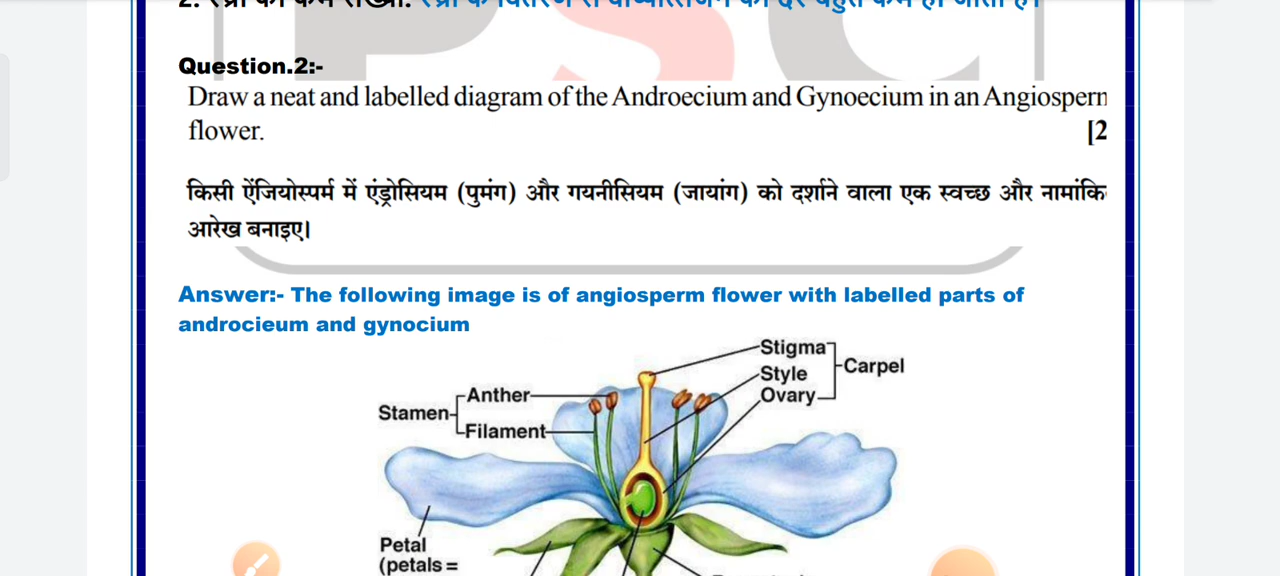 Question.2:-
Draw a neat and labelled diagram of the Androecium and Gynoecium in an Angiosperm
flower. [2
किसी ऐंजियोस्पर्म में एंड्रोसियम (पुमंग) और गयनीसियम (जायांग) को दर्शाने वाला एक स्वच्छ और नामांकि
आरेख बनाइए।
Answer:- The following image is of angiosperm flower with labelled parts of
androcieum and gynocium
Stigma
Style
Carpel
Ovary
Anther
Stamen
Filament
Petal
(petals =